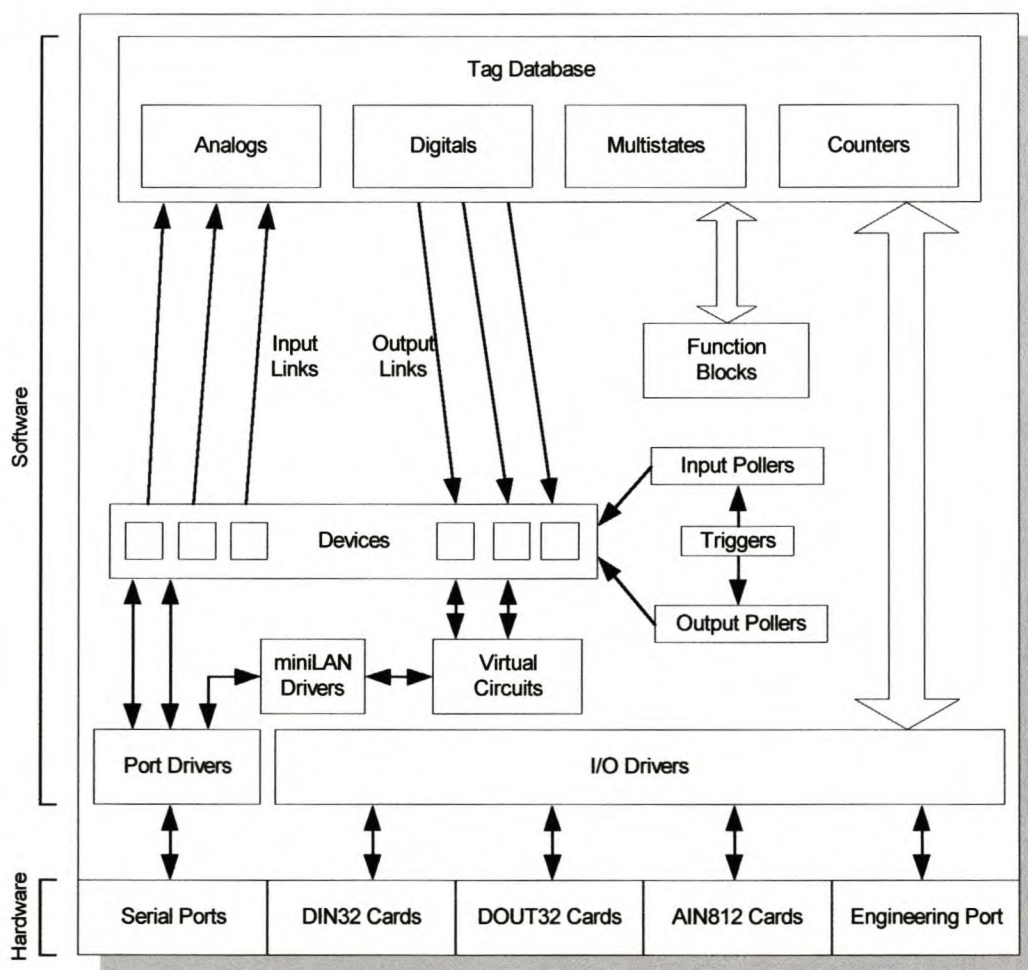 Tag Database
Analogs
Digitals
Multistates
Counters
Input
Links
Output
Links
Function
Blocks
Software
Input Pollers
Devices
Triggers
Output Pollers
miniLAN
Drivers
Virtual
Circuits
Port Drivers
I/O Drivers
Hardware
Serial Ports
DIN32 Cards
DOUT32 Cards
AIN812 Cards
Engineering Port